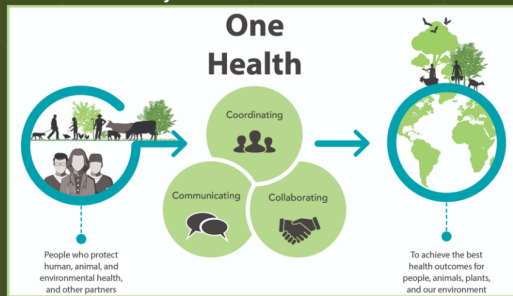 One
Health
Coordinating
Communicating
Collaborating
People who protect
human, animal, and
environmental health,
and other partners
To achieve the best
health outcomes for
people, animals, plants,
and our environment